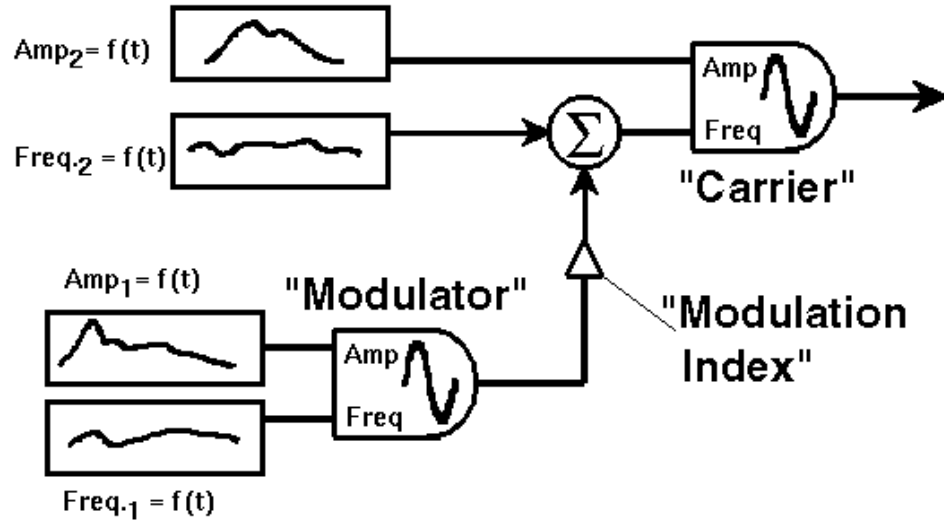 Amp₂ = f(t)
Amp
Freq.₂ = f(t)
Σ
Freq
"Carrier"
Amp₁ = f(t)
"Modulator"
"Modulation
Index"
Amp
Freq
Freq.₁ = f(t)